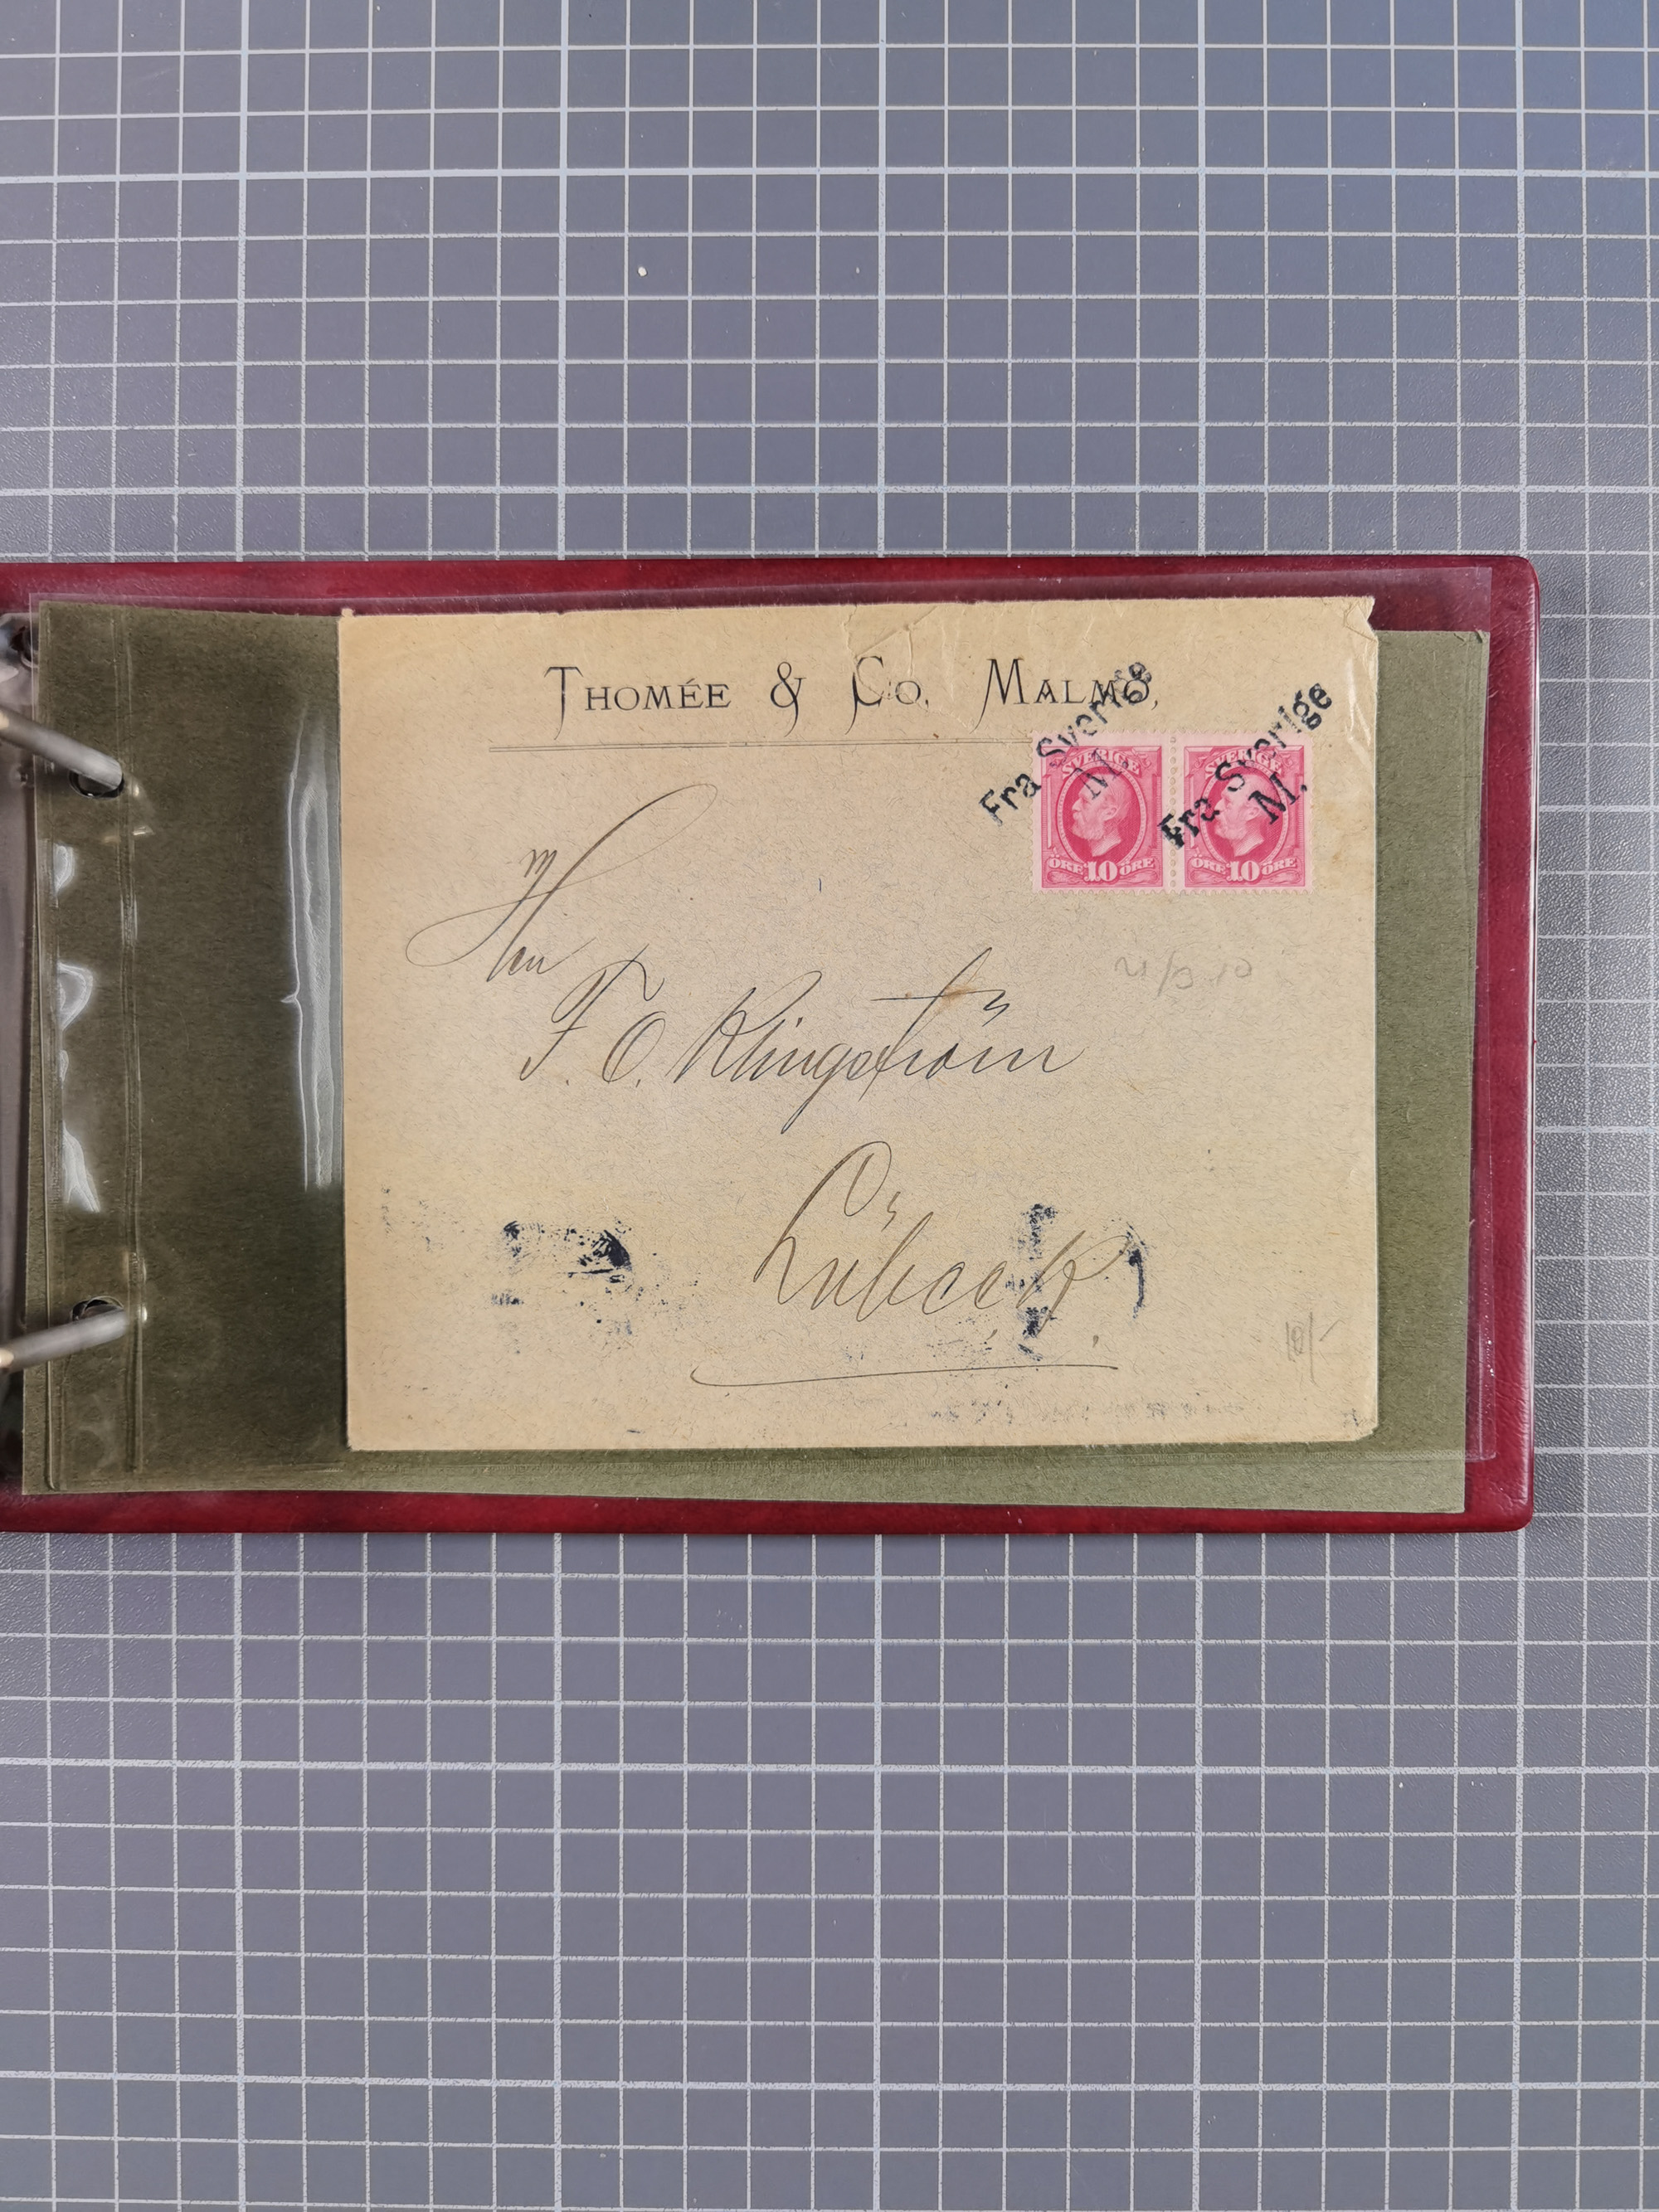 THOMÉE & CO. MALMÖ,
Fra Sverige
M.
Fra Sverige
M.
SVERIGE
ÖRE 10 ÖRE
SVERIGE
ÖRE 10 ÖRE
Herr
F. O. Klingström
Lübeck.